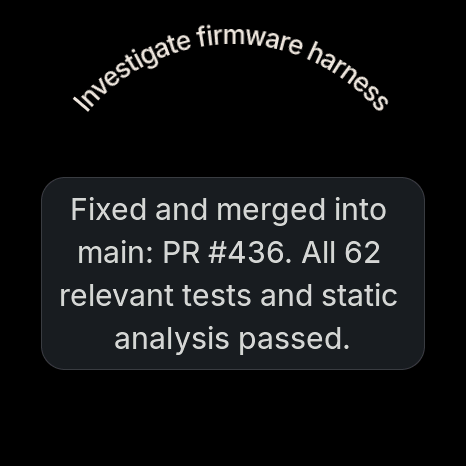 Investigate firmware harness
Fixed and merged into
main: PR #436. All 62
relevant tests and static
analysis passed.